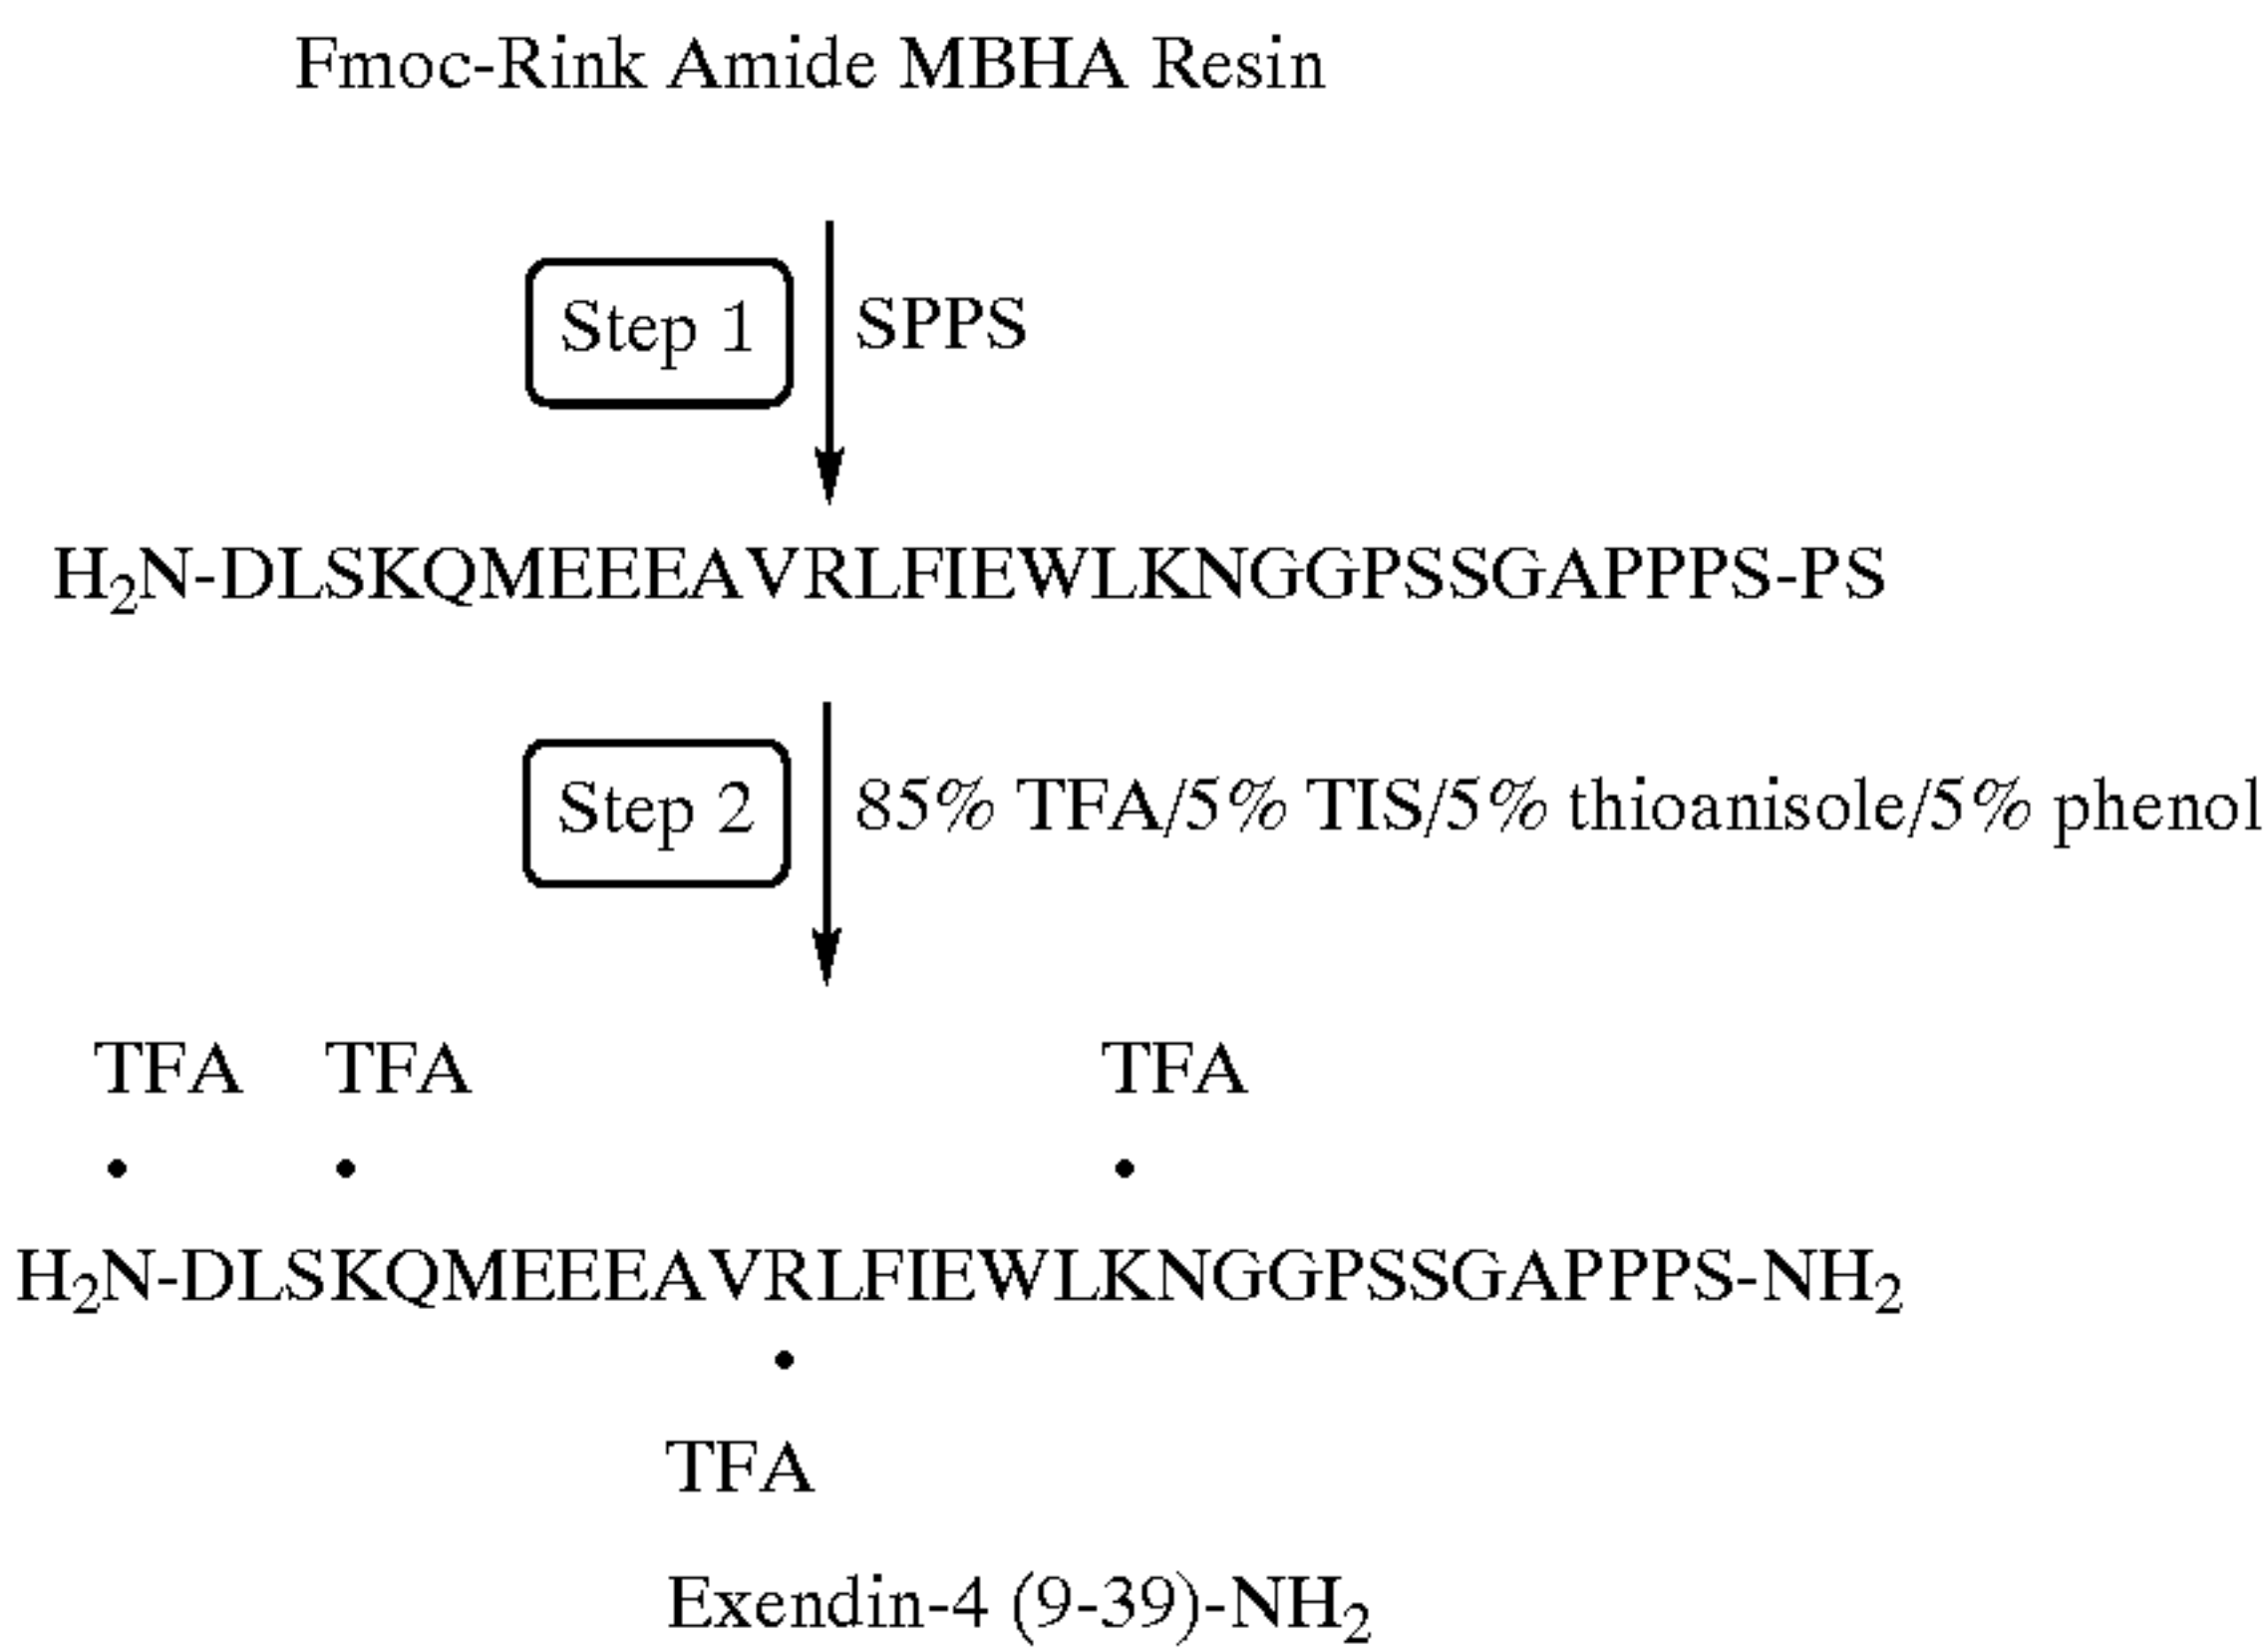 Fmoc-Rink Amide MBHA Resin
Step 1
SPPS
H₂N-DLSKQMEEEAVRLFIEWLKNGGPSSGAPPPS-PS
Step 2
85% TFA/5% TIS/5% thioanisole/5% phenol
TFA TFA TFA
• • •
H₂N-DLSKQMEEEAVRLFIEWLKNGGPSSGAPPPS-NH₂
•
TFA
Exendin-4 (9-39)-NH₂